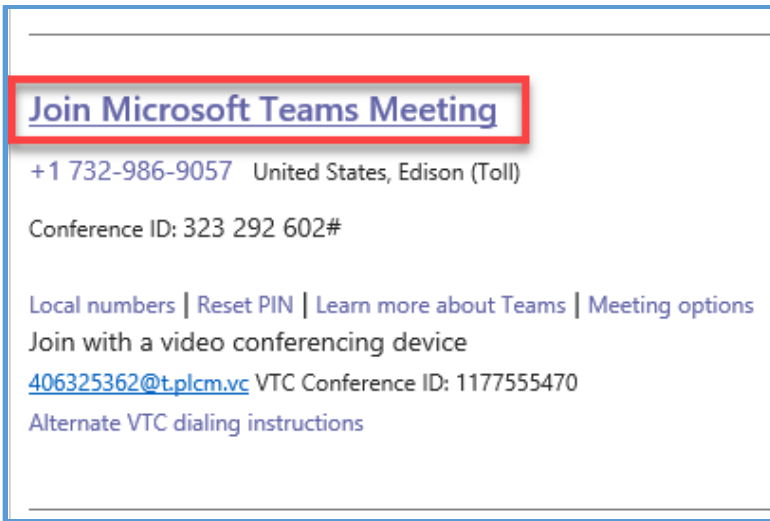 Join Microsoft Teams Meeting
+1 732-986-9057 United States, Edison (Toll)
Conference ID: 323 292 602#
Local numbers | Reset PIN | Learn more about Teams | Meeting options
Join with a video conferencing device
406325362@t.plcm.vc VTC Conference ID: 1177555470
Alternate VTC dialing instructions